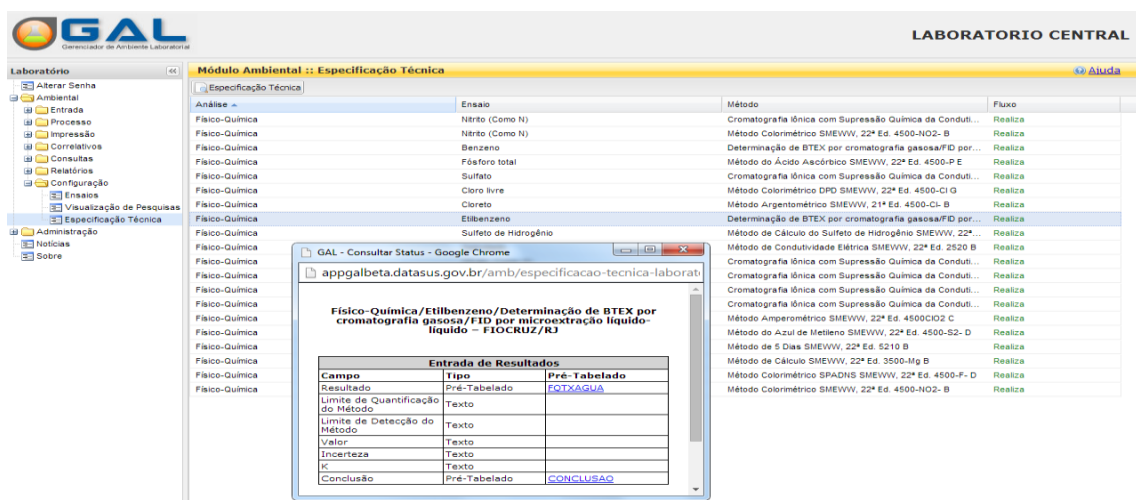 GAL
Gerenciador de Ambiente Laboratorial
LABORATORIO CENTRAL
Laboratório
Módulo Ambiental :: Especificação Técnica
Ajuda
Alterar Senha
Ambiental
Entrada
Processo
Impressão
Correlativos
Consultas
Relatórios
Configuração
Ensaios
Visualização de Pesquisas
Especificação Técnica
Administração
Notícias
Sobre
Especificação Técnica
Análise Ensaio Método Fluxo
Físico-Química Nitrito (Como N) Cromatografia Iônica com Supressão Química da Conduti... Realiza
Físico-Química Nitrito (Como N) Método Colorimétrico SMEWW, 22ª Ed. 4500-NO2- B Realiza
Físico-Química Benzeno Determinação de BTEX por cromatografia gasosa/FID por... Realiza
Físico-Química Fósforo total Método do Ácido Ascórbico SMEWW, 22ª Ed. 4500-P E Realiza
Físico-Química Sulfato Cromatografia Iônica com Supressão Química da Conduti... Realiza
Físico-Química Cloro livre Método Colorimétrico DPD SMEWW, 22ª Ed. 4500-Cl G Realiza
Físico-Química Cloreto Método Argentométrico SMEWW, 21ª Ed. 4500-Cl- B Realiza
Físico-Química Etilbenzeno Determinação de BTEX por cromatografia gasosa/FID por... Realiza
Físico-Química Sulfeto de Hidrogênio Método de Cálculo do Sulfeto de Hidrogênio SMEWW, 22ª... Realiza
Físico-Química Método de Condutividade Elétrica SMEWW, 22ª Ed. 2520 B Realiza
Físico-Química Cromatografia Iônica com Supressão Química da Conduti... Realiza
Físico-Química Cromatografia Iônica com Supressão Química da Conduti... Realiza
Físico-Química Cromatografia Iônica com Supressão Química da Conduti... Realiza
Físico-Química Cromatografia Iônica com Supressão Química da Conduti... Realiza
Físico-Química Método Amperométrico SMEWW, 22ª Ed. 4500ClO2 C Realiza
Físico-Química Método do Azul de Metileno SMEWW, 22ª Ed. 4500-S2- D Realiza
Físico-Química Método de 5 Dias SMEWW, 22ª Ed. 5210 B Realiza
Físico-Química Método de Cálculo SMEWW, 22ª Ed. 3500-Mg B Realiza
Físico-Química Método Colorimétrico SPADNS SMEWW, 22ª Ed. 4500-F- D Realiza
Físico-Química Método Colorimétrico SMEWW, 22ª Ed. 4500-NO2- B Realiza
GAL - Consultar Status - Google Chrome
appgalbeta.datasus.gov.br/amb/especificacao-tecnica-laborat
Físico-Química/Etilbenzeno/Determinação de BTEX por
cromatografia gasosa/FID por microextração líquido-
líquido – FIOCRUZ/RJ
Entrada de Resultados
Campo Tipo Pré-Tabelado
Resultado Pré-Tabelado FQTXAGUA
Limite de Quantificação
do Método Texto
Limite de Detecção do
Método Texto
Valor Texto
Incerteza Texto
K Texto
Conclusão Pré-Tabelado CONCLUSAO